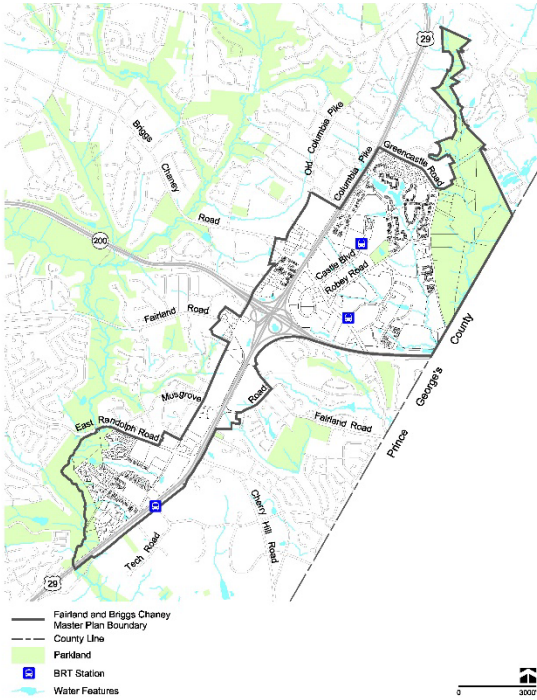 29
Briggs
Chaney
Road
Old Columbia Pike
Columbia Pike
Greencastle Road
200
Castle Blvd
Robey Road
Fairland Road
Musgrove
Road
East Randolph Road
Fairland Road
Prince George's County
Cherry Hill Road
Tech Road
29
Fairland and Briggs Chaney
Master Plan Boundary
County Line
Parkland
BRT Station
Water Features
0 3000'